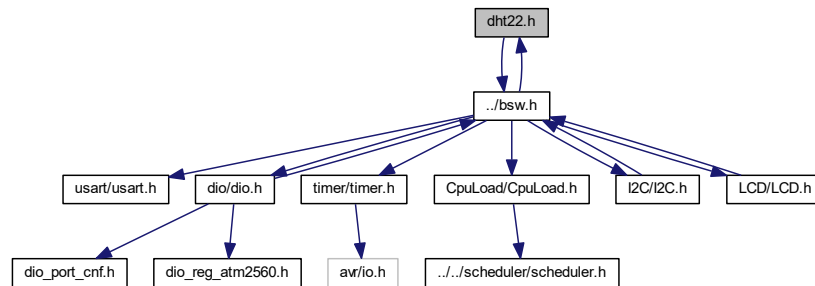 dht22.h
../bsw.h
usart/usart.h
dio/dio.h
timer/timer.h
CpuLoad/CpuLoad.h
I2C/I2C.h
LCD/LCD.h
dio_port_cnf.h
dio_reg_atm2560.h
avr/io.h
../../scheduler/scheduler.h